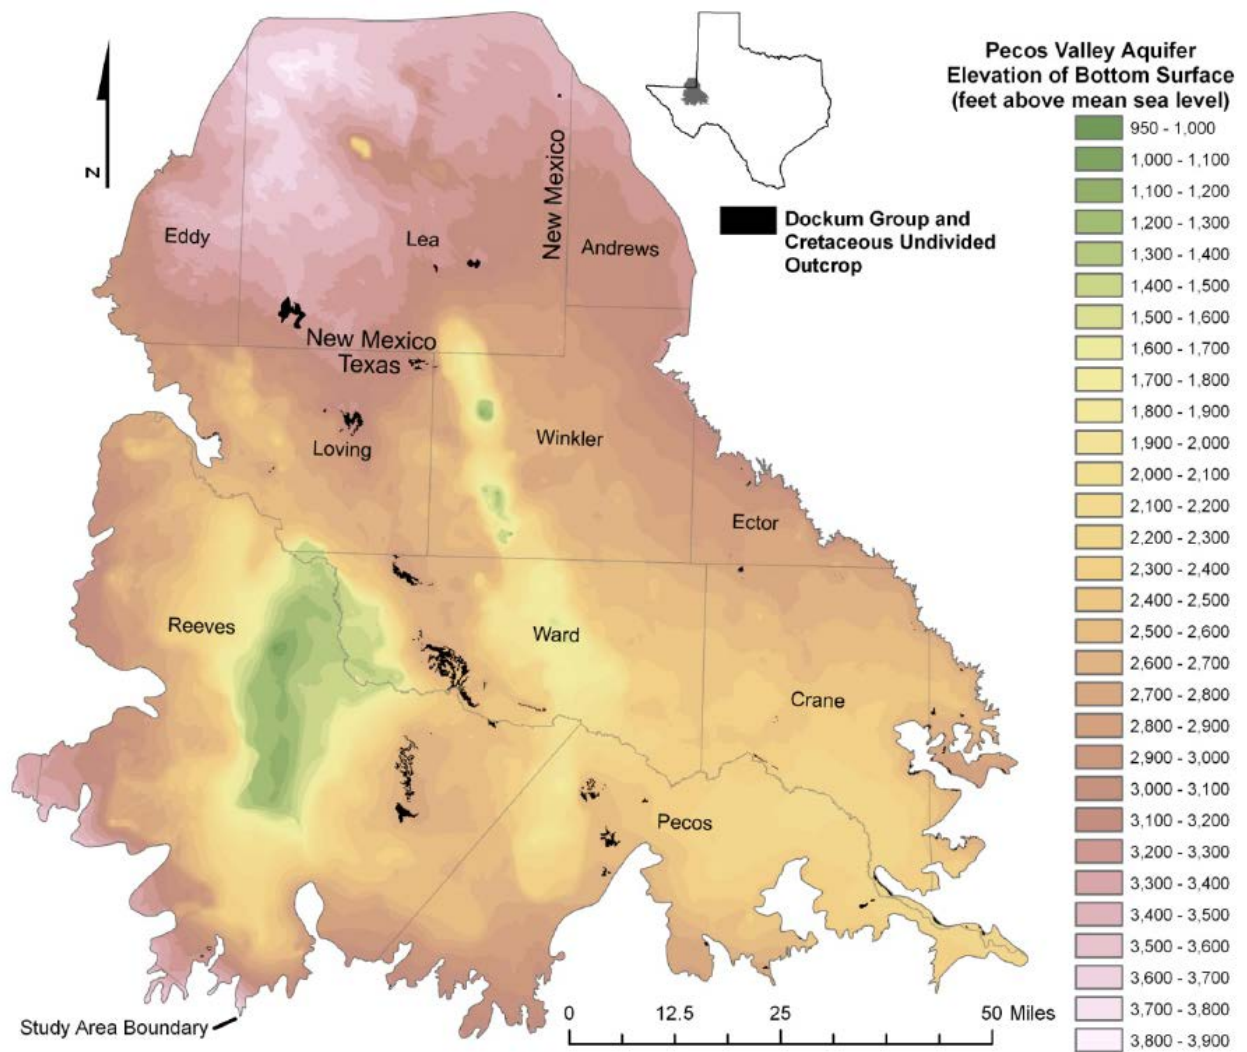 Pecos Valley Aquifer
Elevation of Bottom Surface
(feet above mean sea level)
950 - 1,000
1,000 - 1,100
1,100 - 1,200
1,200 - 1,300
1,300 - 1,400
1,400 - 1,500
1,500 - 1,600
1,600 - 1,700
1,700 - 1,800
1,800 - 1,900
1,900 - 2,000
2,000 - 2,100
2,100 - 2,200
2,200 - 2,300
2,300 - 2,400
2,400 - 2,500
2,500 - 2,600
2,600 - 2,700
2,700 - 2,800
2,800 - 2,900
2,900 - 3,000
3,000 - 3,100
3,100 - 3,200
3,200 - 3,300
3,300 - 3,400
3,400 - 3,500
3,500 - 3,600
3,600 - 3,700
3,700 - 3,800
3,800 - 3,900
Dockum Group and
Cretaceous Undivided
Outcrop
N
Eddy
Lea
New Mexico
Andrews
New Mexico
Texas
Loving
Winkler
Ector
Reeves
Ward
Crane
Pecos
Study Area Boundary
0 12.5 25 50 Miles